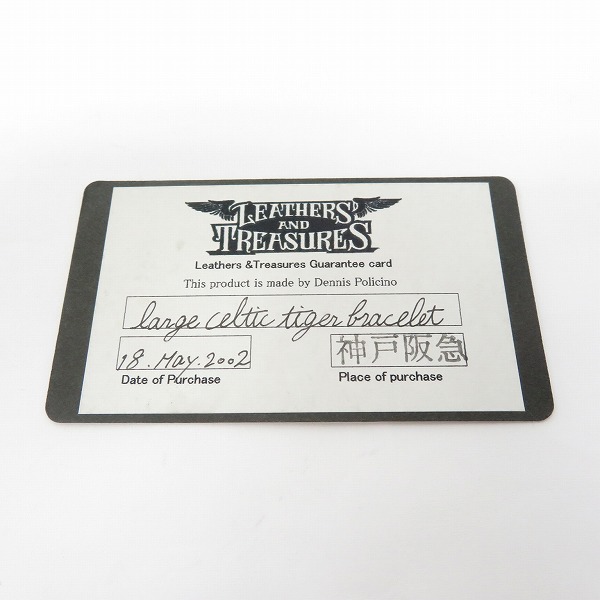 LEATHERS
AND
TREASURES
Leathers &Treasures Guarantee card
This product is made by Dennis Policino
large celtic tiger bracelet
18. May. 2002 神戸阪急
Date of Purchase Place of purchase